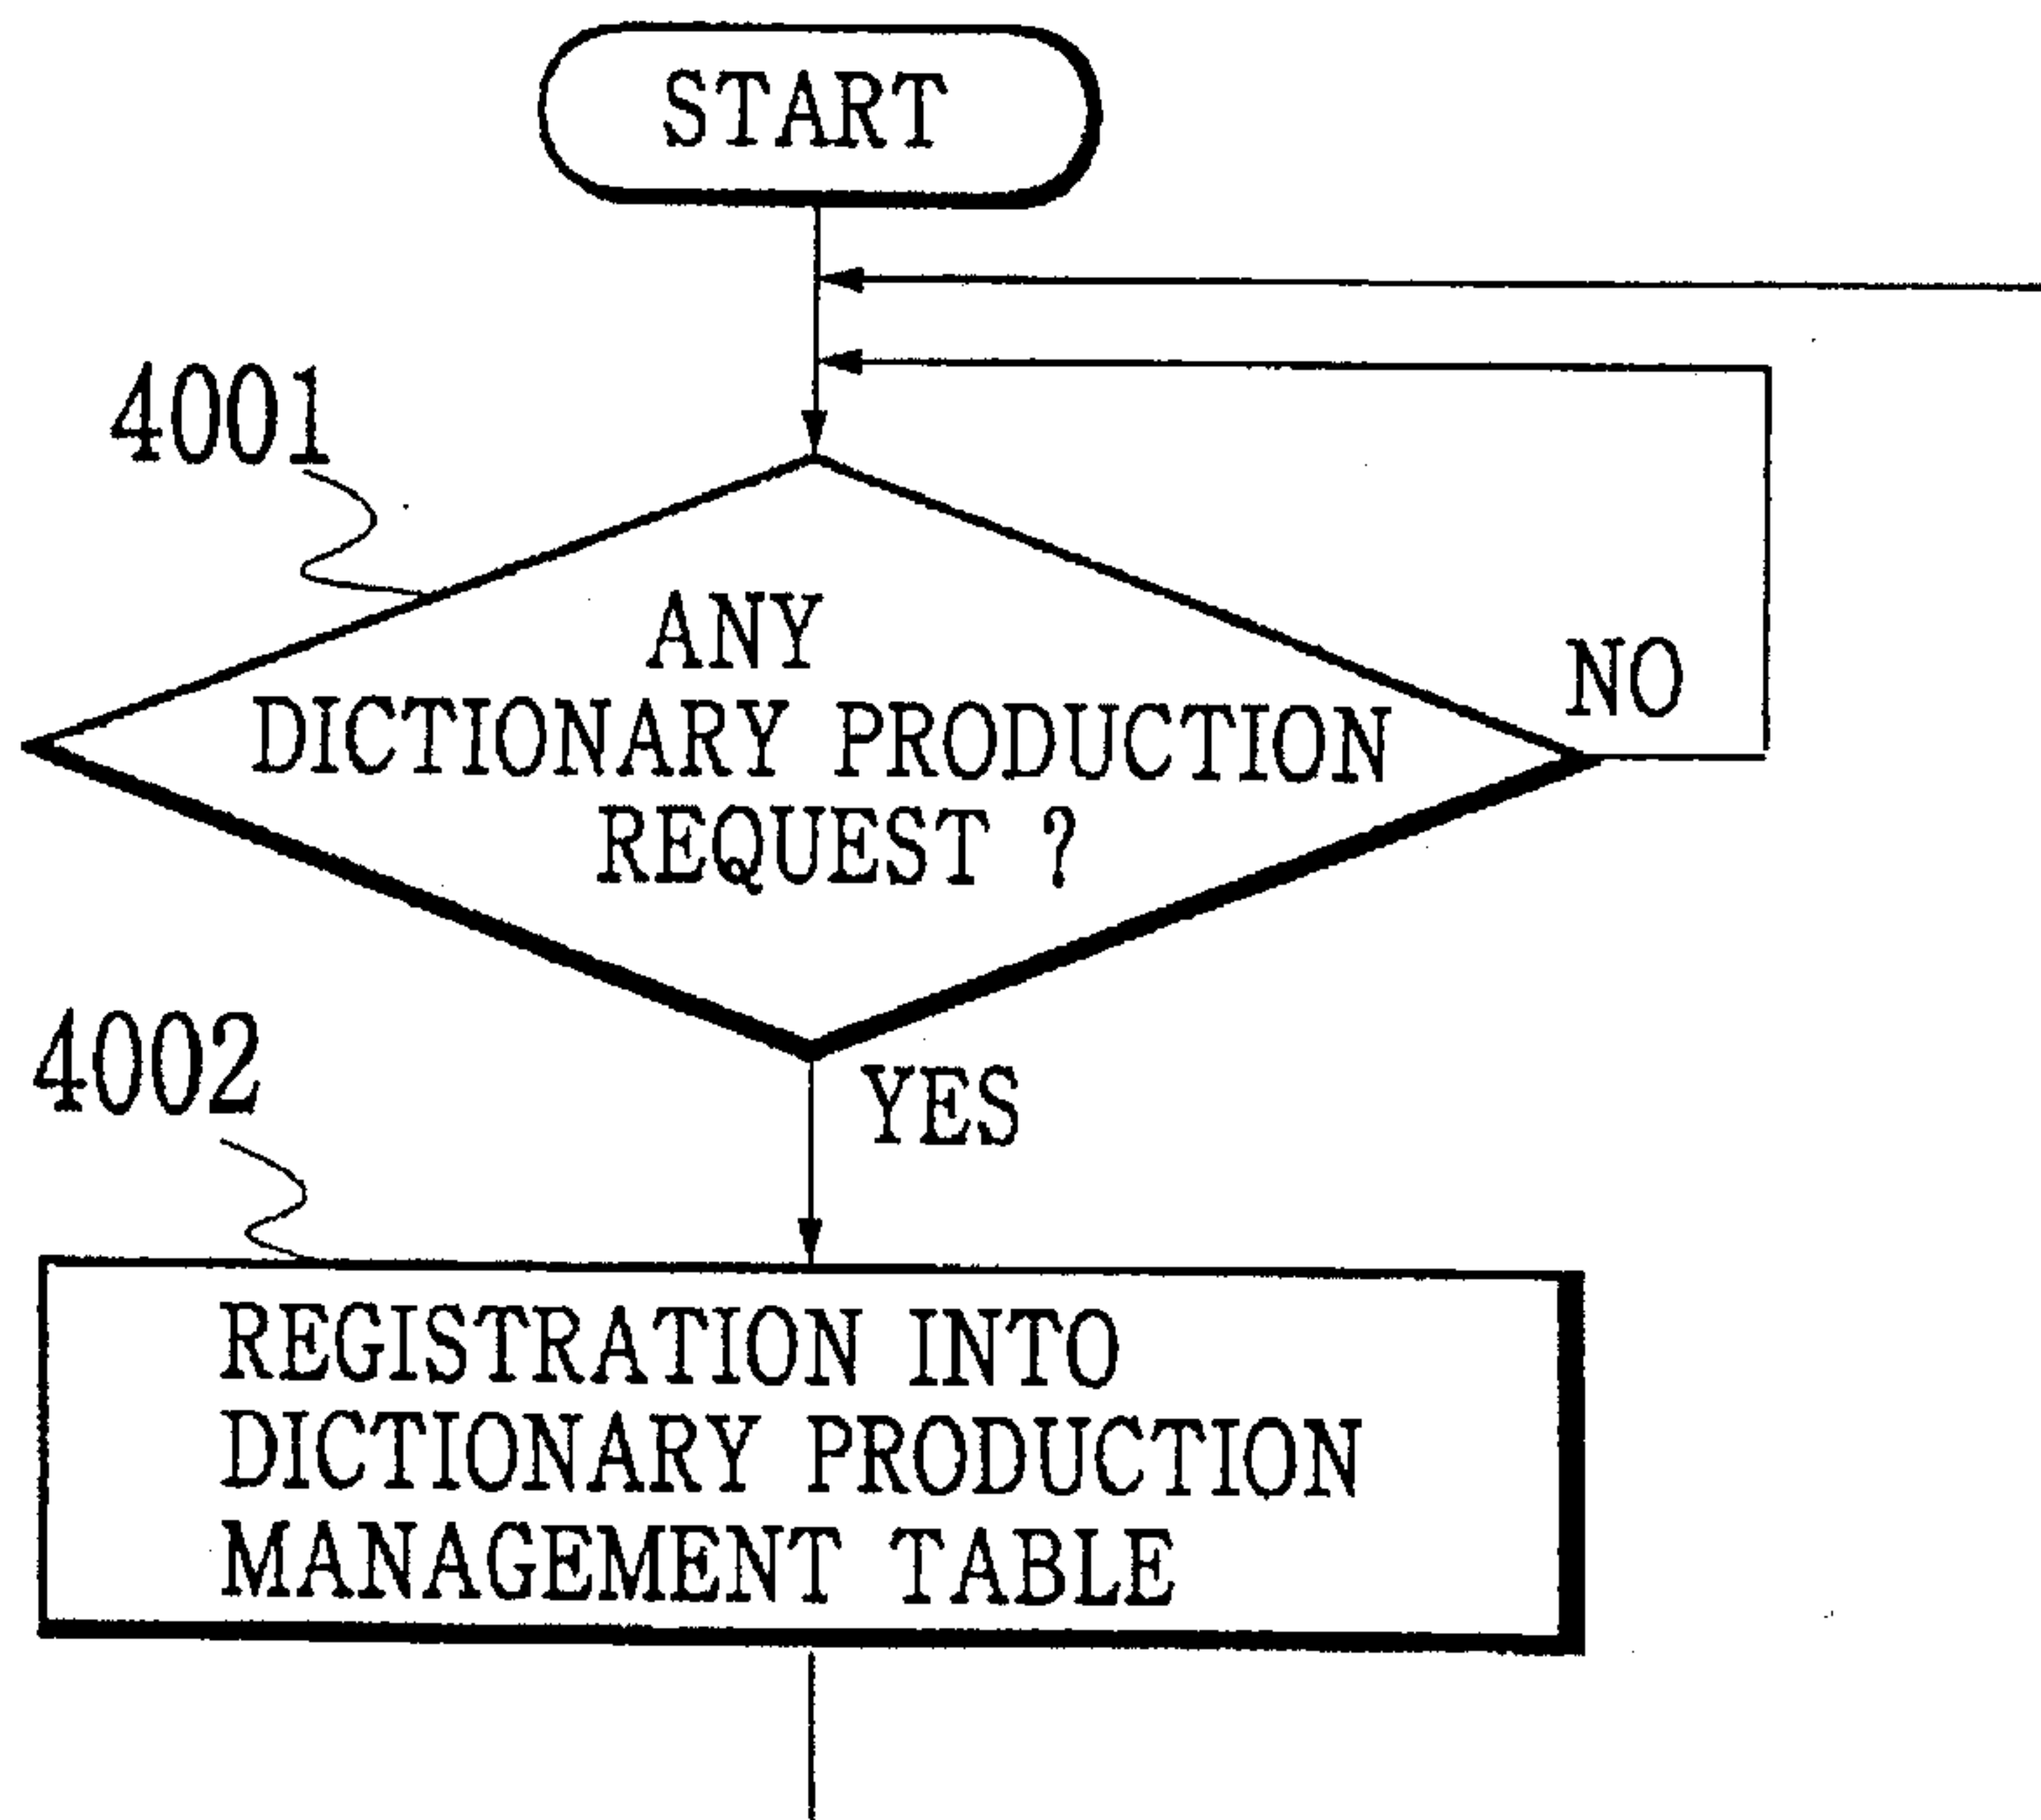 START
4001
ANY
DICTIONARY PRODUCTION
REQUEST ?
NO
4002
YES
REGISTRATION INTO
DICTIONARY PRODUCTION
MANAGEMENT TABLE